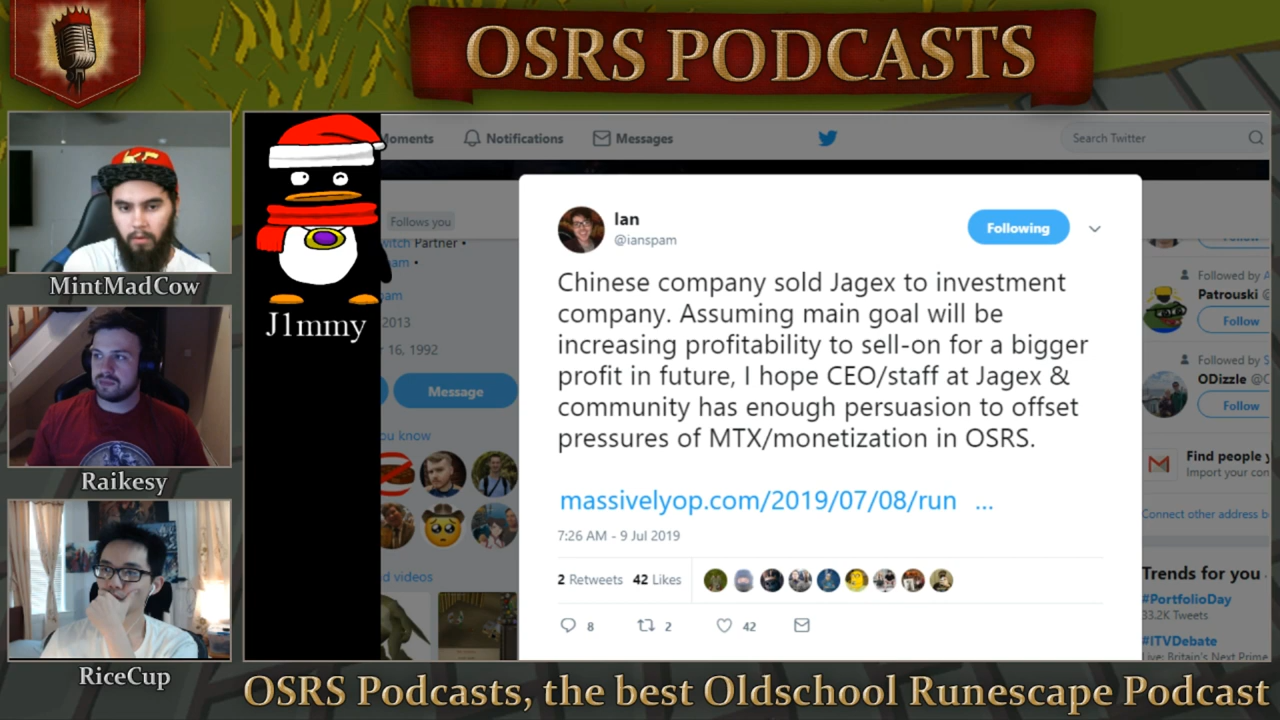 OSRS PODCASTS
MintMadCow
Raikesy
RiceCup
J1mmy
Moments
Notifications
Messages
Search Twitter
Follows you
Twitch Partner •
2013
16, 1992
Message
you know
videos
Ian
@ianspam
Following
Chinese company sold Jagex to investment
company. Assuming main goal will be
increasing profitability to sell-on for a bigger
profit in future, I hope CEO/staff at Jagex &
community has enough persuasion to offset
pressures of MTX/monetization in OSRS.
massivelyop.com/2019/07/08/run ...
7:26 AM - 9 Jul 2019
2 Retweets 42 Likes
8 2 42
Followed by
Patrouski
Follow
Followed by
ODizzle
Follow
Find people
Import your
Connect other address
Trends for you
#PortfolioDay
33.2K Tweets
#ITVDebate
Live: Britain's Next Prime
OSRS Podcasts, the best Oldschool Runescape Podcast